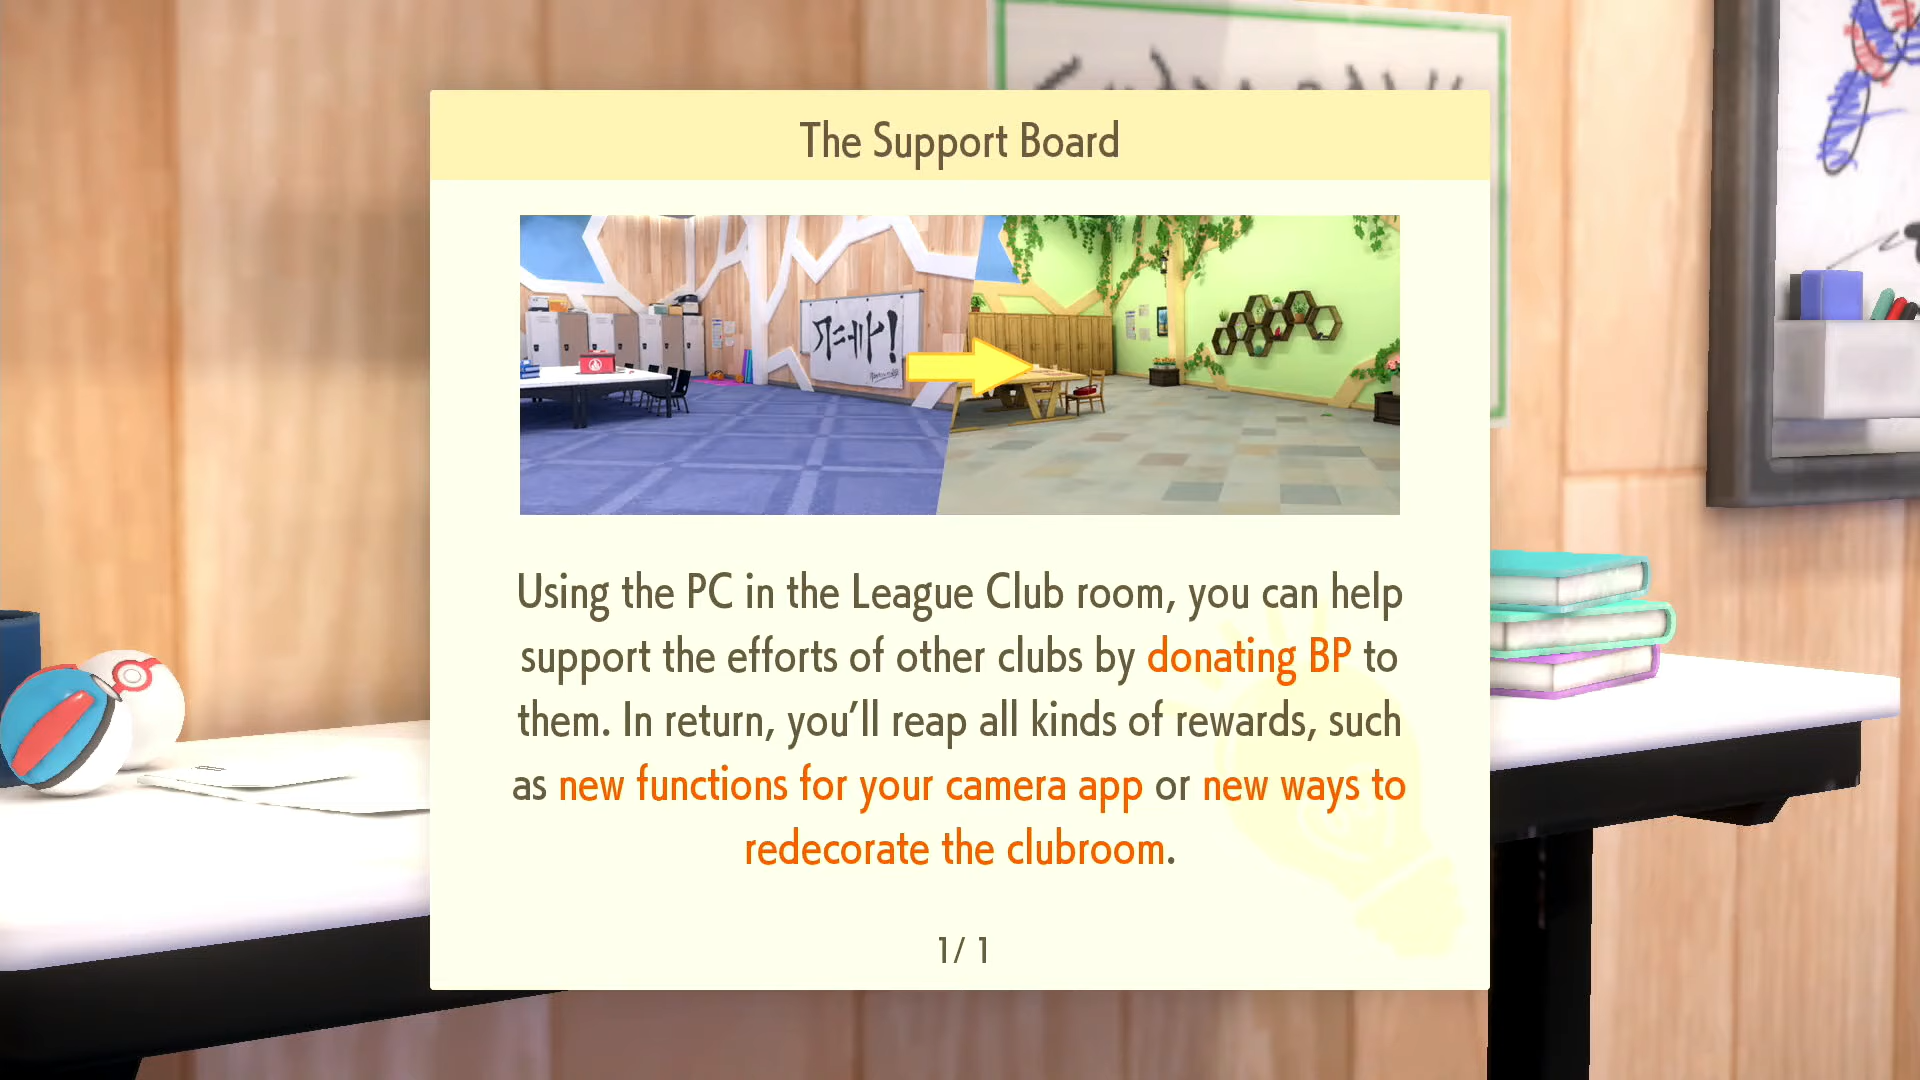 The Support Board
Using the PC in the League Club room, you can help
support the efforts of other clubs by donating BP to
them. In return, you'll reap all kinds of rewards, such
as new functions for your camera app or new ways to
redecorate the clubroom.
1/ 1